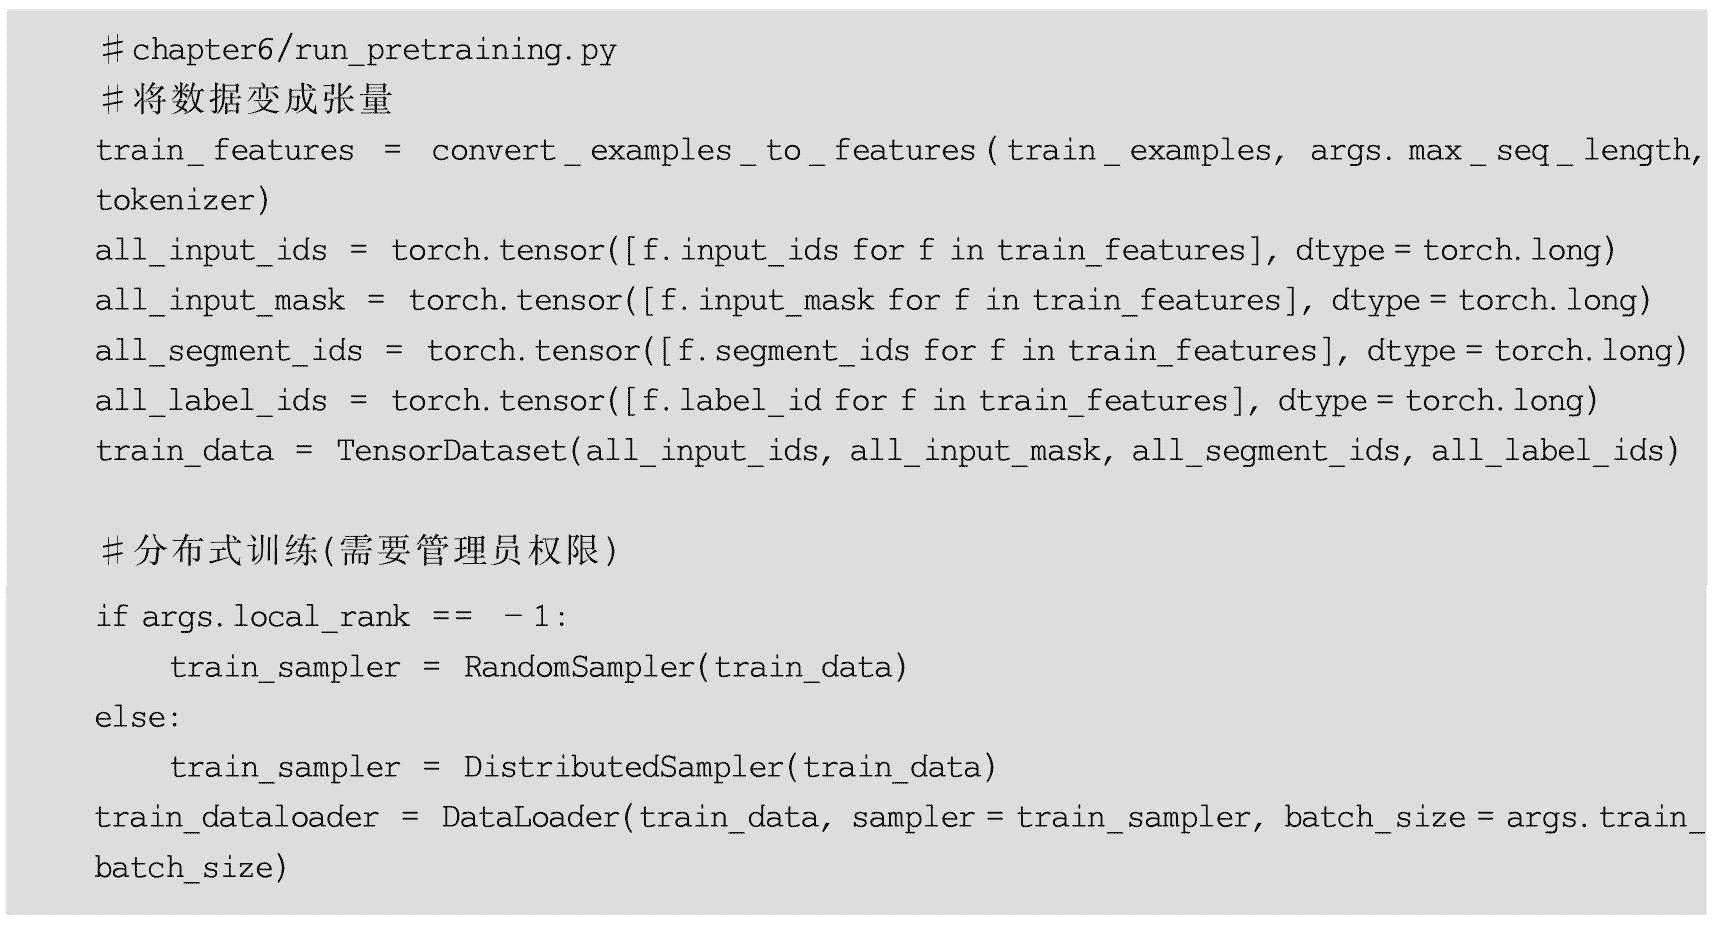 #chapter6/run_pretraining.py
#将数据变成张量
train_features = convert_examples_to_features(train_examples, args.max_seq_length,
tokenizer)
all_input_ids = torch.tensor([f.input_ids for f in train_features], dtype=torch.long)
all_input_mask = torch.tensor([f.input_mask for f in train_features], dtype=torch.long)
all_segment_ids = torch.tensor([f.segment_ids for f in train_features], dtype=torch.long)
all_label_ids = torch.tensor([f.label_id for f in train_features], dtype=torch.long)
train_data = TensorDataset(all_input_ids, all_input_mask, all_segment_ids, all_label_ids)
#分布式训练(需要管理员权限)
if args.local_rank == -1:
    train_sampler = RandomSampler(train_data)
else:
    train_sampler = DistributedSampler(train_data)
train_dataloader = DataLoader(train_data, sampler=train_sampler, batch_size=args.train_
batch_size)